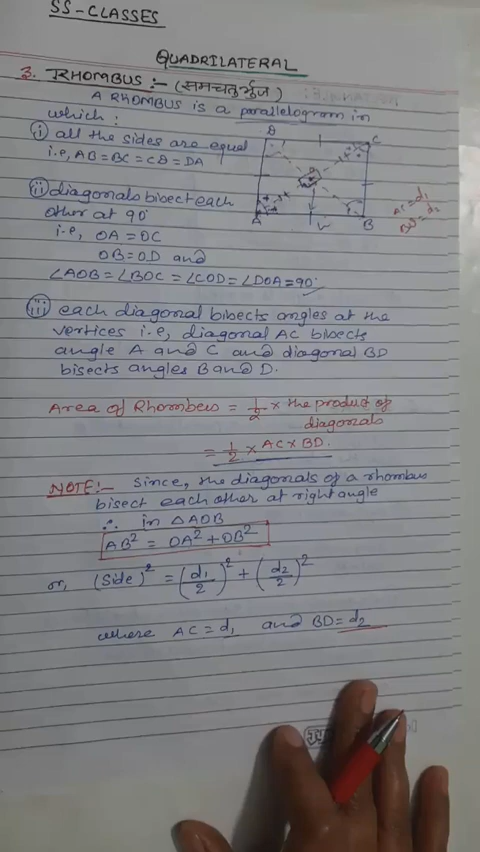 SS-CLASSES
QUADRILATERAL
3. RHOMBUS :- (समचतुर्भुज)
A RHOMBUS is a parallelogram in
which :
(i) all the sides are equal
i.e, AB = BC = CD = DA
(ii) diagonals bisect each
other at 90°
i.e, OA = OC
OB = OD and
∠AOB = ∠BOC = ∠COD = ∠DOA = 90°
D C
A B
AC = d₁
BD = d₂
(iii) each diagonal bibects angles at the
vertices i.e, diagonal AC bisects
angle A and C and diagonal BD
bisects angles B and D.
Area of Rhombus = 1/2 × the product of
diagonals
= 1/2 × AC × BD.
NOTE:- Since, the diagonals of a rhombus
bisect each other at right angle
∴ in △AOB
AB² = OA² + OB²
or, (Side)² = (d₁/2)² + (d₂/2)²
where AC = d₁ and BD = d₂